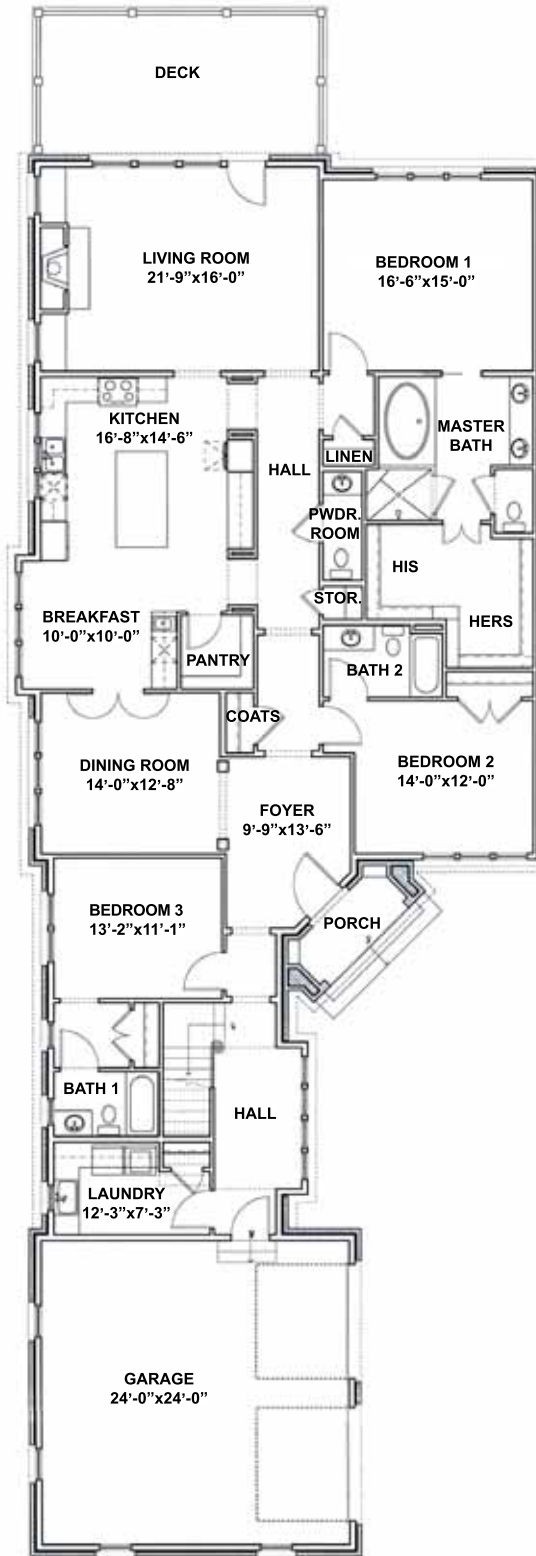 DECK
LIVING ROOM
21'-9”x16'-0”
BEDROOM 1
16'-6”x15'-0”
KITCHEN
16'-8”x14'-6”
MASTER
BATH
LINEN
HALL
PWDR.
ROOM
HIS
STOR.
HERS
BREAKFAST
10'-0”x10'-0”
PANTRY
BATH 2
COATS
DINING ROOM
14'-0”x12'-8”
BEDROOM 2
14'-0”x12'-0”
FOYER
9'-9”x13'-6”
BEDROOM 3
13'-2”x11'-1”
PORCH
BATH 1
HALL
LAUNDRY
12'-3”x7'-3”
GARAGE
24'-0”x24'-0”